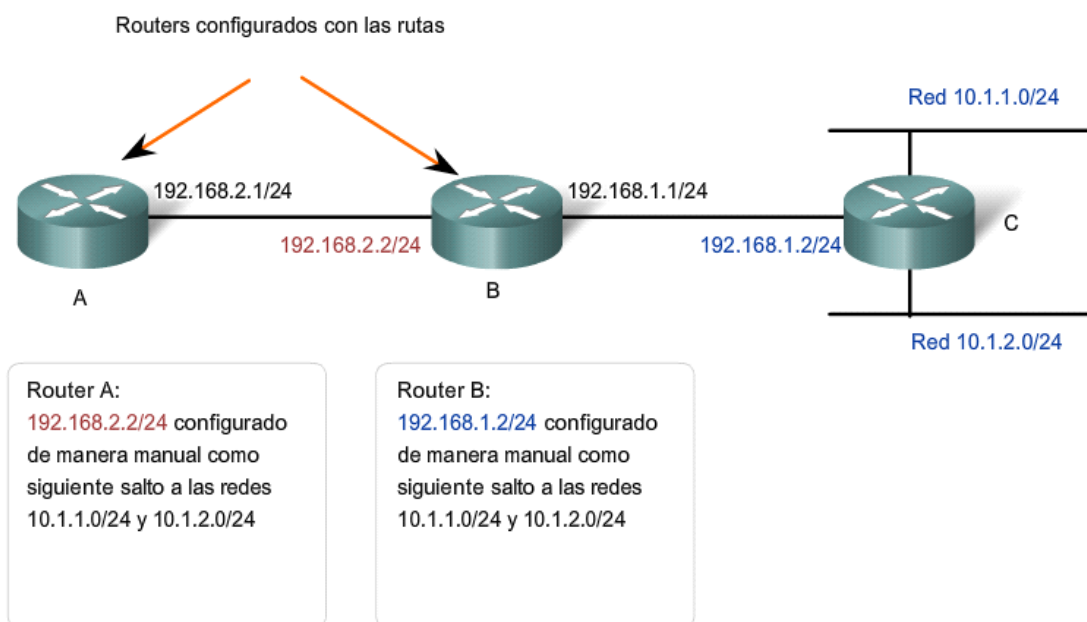 Routers configurados con las rutas
Red 10.1.1.0/24
192.168.2.1/24
192.168.1.1/24
192.168.2.2/24
192.168.1.2/24
C
A
B
Red 10.1.2.0/24
Router A:
192.168.2.2/24 configurado
de manera manual como
siguiente salto a las redes
10.1.1.0/24 y 10.1.2.0/24
Router B:
192.168.1.2/24 configurado
de manera manual como
siguiente salto a las redes
10.1.1.0/24 y 10.1.2.0/24